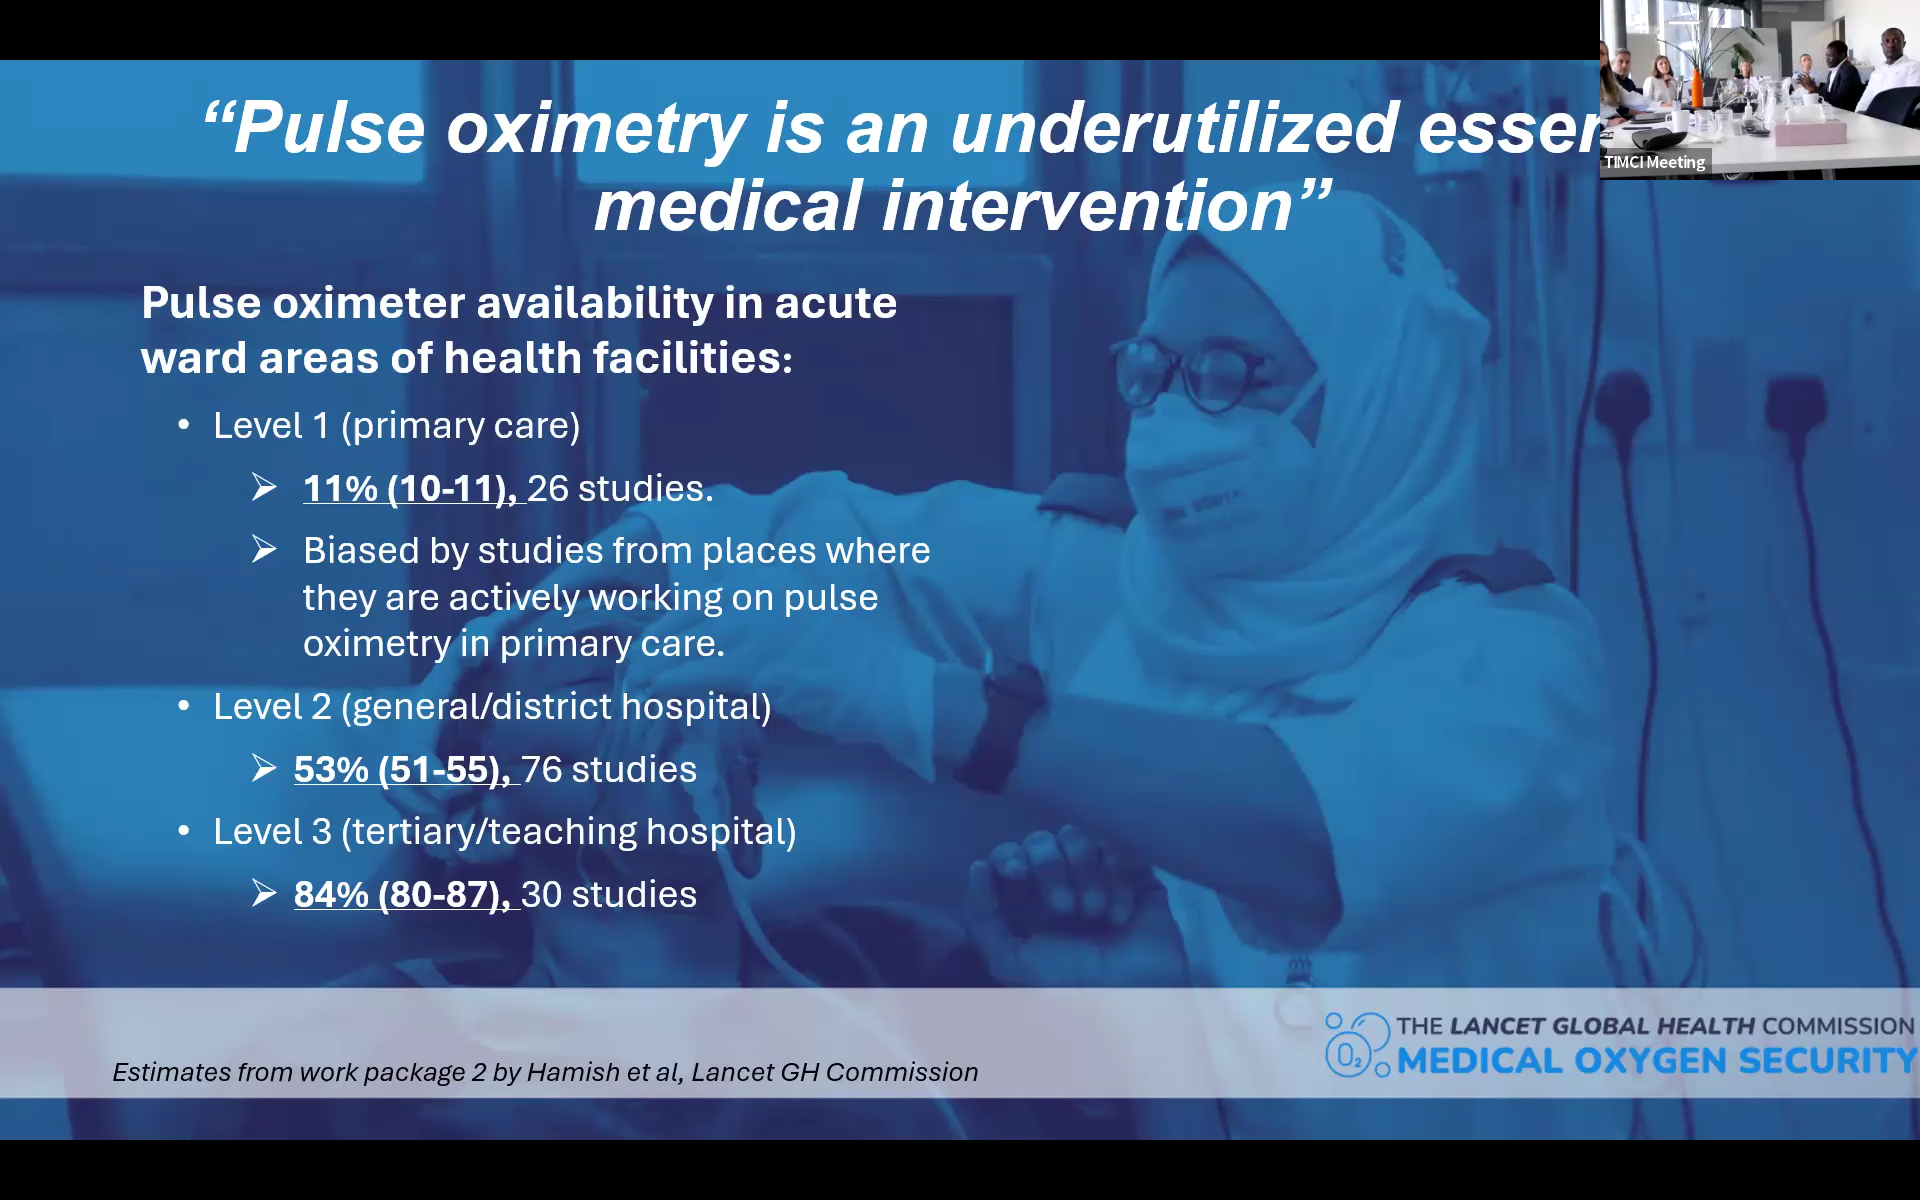 “Pulse oximetry is an underutilized essen
medical intervention”
TIMCI Meeting
Pulse oximeter availability in acute
ward areas of health facilities:
• Level 1 (primary care)
➢ 11% (10-11), 26 studies.
➢ Biased by studies from places where
they are actively working on pulse
oximetry in primary care.
• Level 2 (general/district hospital)
➢ 53% (51-55), 76 studies
• Level 3 (tertiary/teaching hospital)
➢ 84% (80-87), 30 studies
Estimates from work package 2 by Hamish et al, Lancet GH Commission
O₂
THE LANCET GLOBAL HEALTH COMMISSION
MEDICAL OXYGEN SECURITY